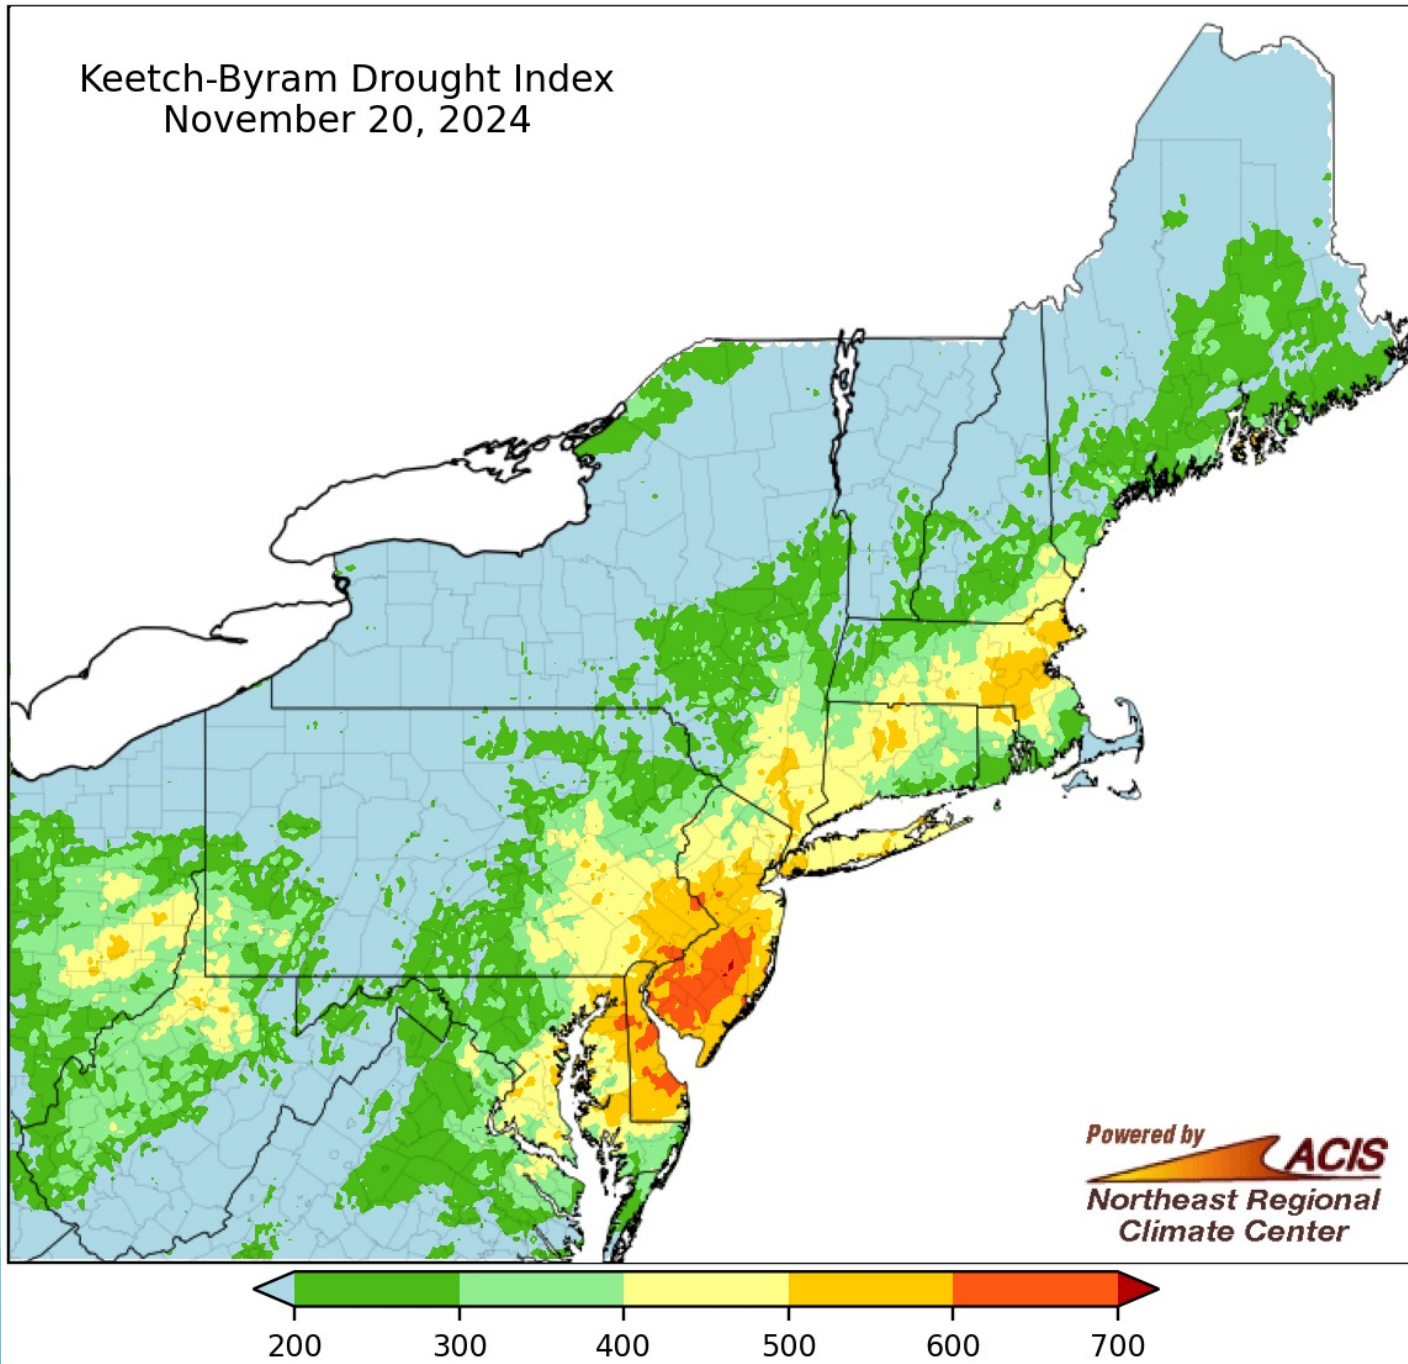 Keetch-Byram Drought Index
November 20, 2024
Powered by
ACIS
Northeast Regional
Climate Center
200 300 400 500 600 700